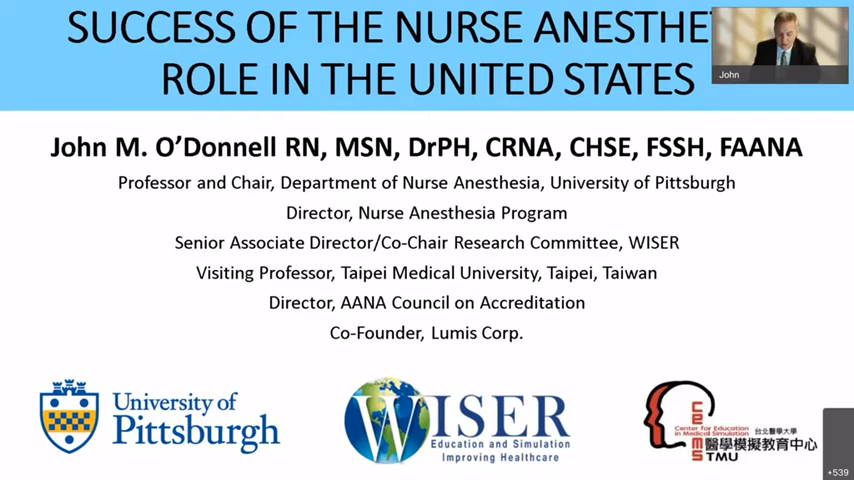 SUCCESS OF THE NURSE ANESTHE
ROLE IN THE UNITED STATES
John
John M. O'Donnell RN, MSN, DrPH, CRNA, CHSE, FSSH, FAANA
Professor and Chair, Department of Nurse Anesthesia, University of Pittsburgh
Director, Nurse Anesthesia Program
Senior Associate Director/Co-Chair Research Committee, WISER
Visiting Professor, Taipei Medical University, Taipei, Taiwan
Director, AANA Council on Accreditation
Co-Founder, Lumis Corp.
University of
Pittsburgh
WISER
Education and Simulation
Improving Healthcare
CEMS
Center for Education
in Medical Simulation
台北醫學大學
醫學模擬教育中心
TMU
+539